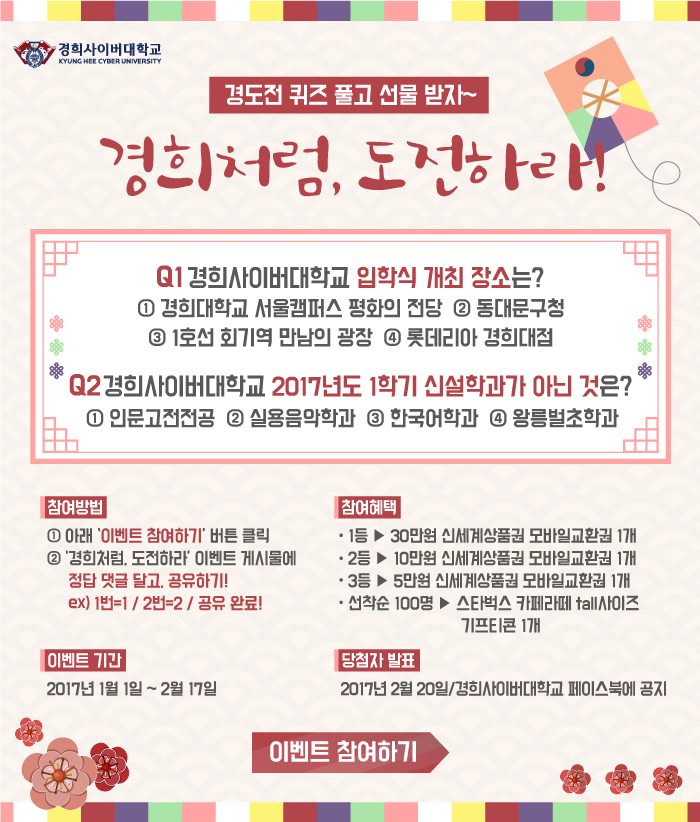 경희사이버대학교
KYUNG HEE CYBER UNIVERSITY
경도전 퀴즈 풀고 선물 받자~
경희처럼, 도전하라!
Q1 경희사이버대학교 입학식 개최 장소는?
① 경희대학교 서울캠퍼스 평화의 전당 ② 동대문구청
③ 1호선 회기역 만남의 광장 ④ 롯데리아 경희대점
Q2 경희사이버대학교 2017년도 1학기 신설학과가 아닌 것은?
① 인문고전전공 ② 실용음악학과 ③ 한국어학과 ④ 왕릉벌초학과
참여방법
① 아래 '이벤트 참여하기' 버튼 클릭
② '경희처럼, 도전하라' 이벤트 게시물에
정답 댓글 달고, 공유하기!
ex) 1번=1 / 2번=2 / 공유 완료!
참여혜택
· 1등 ▶ 30만원 신세계상품권 모바일교환권 1개
· 2등 ▶ 10만원 신세계상품권 모바일교환권 1개
· 3등 ▶ 5만원 신세계상품권 모바일교환권 1개
· 선착순 100명 ▶ 스타벅스 카페라떼 tall사이즈
기프티콘 1개
이벤트 기간
2017년 1월 1일 ~ 2월 17일
당첨자 발표
2017년 2월 20일/경희사이버대학교 페이스북에 공지
이벤트 참여하기